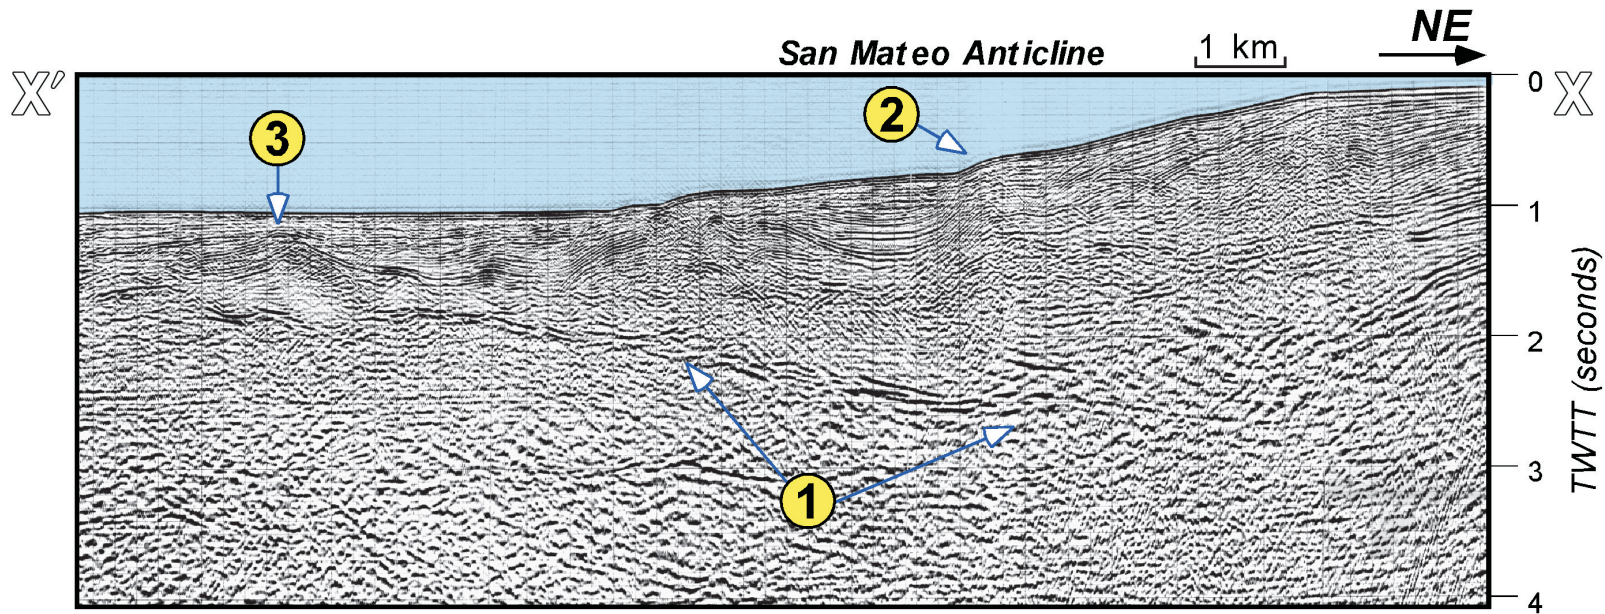 San Mateo Anticline
1 km
NE
X′
X
0
1
2
3
4
TWTT (seconds)
3
2
1